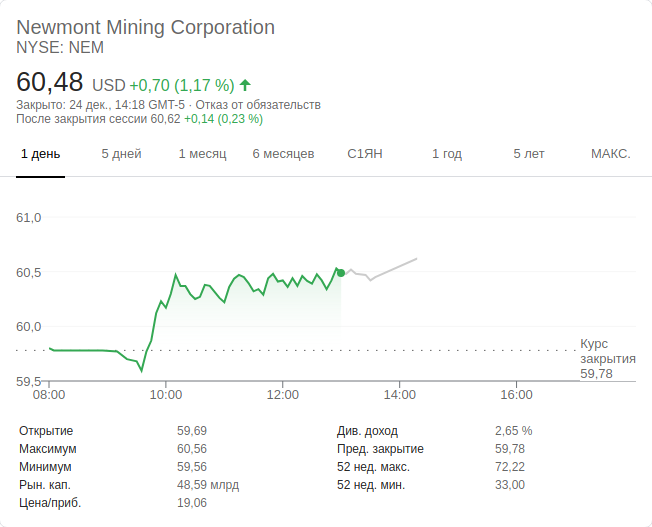 Newmont Mining Corporation
NYSE: NEM
60,48 USD +0,70 (1,17 %)
Закрыто: 24 дек., 14:18 GMT-5 · Отказ от обязательств
После закрытия сессии 60,62 +0,14 (0,23 %)
1 день 5 дней 1 месяц 6 месяцев С1ЯН 1 год 5 лет МАКС.
61,0
60,5
60,0
Курс
закрытия
59,78
59,5
08:00 10:00 12:00 14:00 16:00
Открытие 59,69 Див. доход 2,65 %
Максимум 60,56 Пред. закрытие 59,78
Минимум 59,56 52 нед. макс. 72,22
Рын. кап. 48,59 млрд 52 нед. мин. 33,00
Цена/приб. 19,06